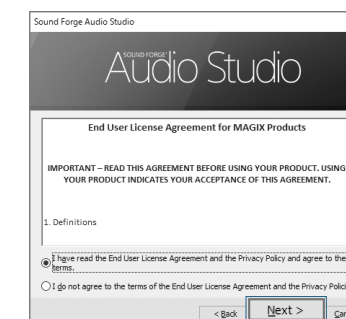 Sound Forge Audio Studio
SOUND FORGE®
Audio Studio
End User License Agreement for MAGIX Products
IMPORTANT – READ THIS AGREEMENT BEFORE USING YOUR PRODUCT. USING
YOUR PRODUCT INDICATES YOUR ACCEPTANCE OF THIS AGREEMENT.
1. Definitions
I have read the End User License Agreement and the Privacy Policy and agree to the
terms.
I do not agree to the terms of the End User License Agreement and the Privacy Polici
< Back Next > Can